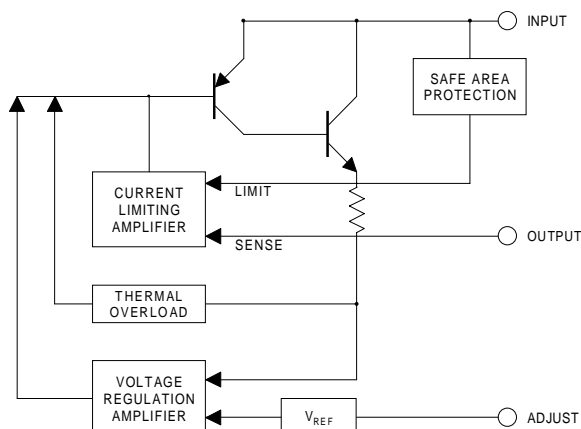 INPUT
SAFE AREA
PROTECTION
CURRENT
LIMITING
AMPLIFIER
LIMIT
SENSE
OUTPUT
THERMAL
OVERLOAD
VOLTAGE
REGULATION
AMPLIFIER
VREF
ADJUST